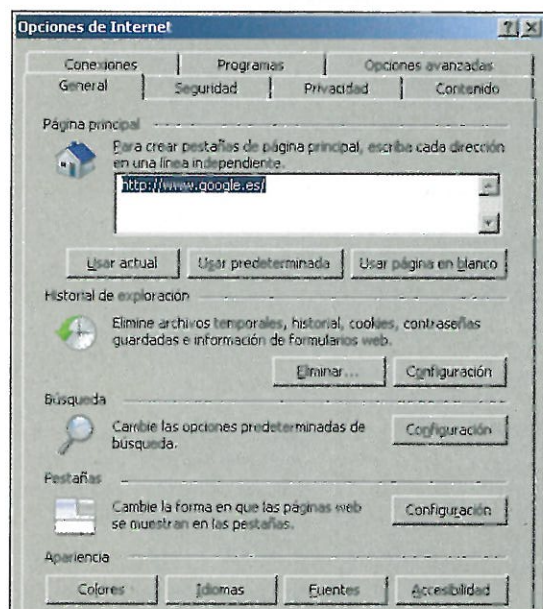 Opciones de Internet
Conexiones Programas Opciones avanzadas
General Seguridad Privacidad Contenido
Página principal
Para crear pestañas de página principal, escriba cada dirección
en una línea independiente.
http://www.google.es/
Usar actual Usar predeterminada Usar página en blanco
Historial de exploración
Elimine archivos temporales, historial, cookies, contraseñas
guardadas e información de formularios web.
Eliminar... Configuración
Búsqueda
Cambie las opciones predeterminadas de
búsqueda.
Configuración
Pestañas
Cambie la forma en que las páginas web
se muestran en las pestañas.
Configuración
Apariencia
Colores Idiomas Fuentes Accesibilidad